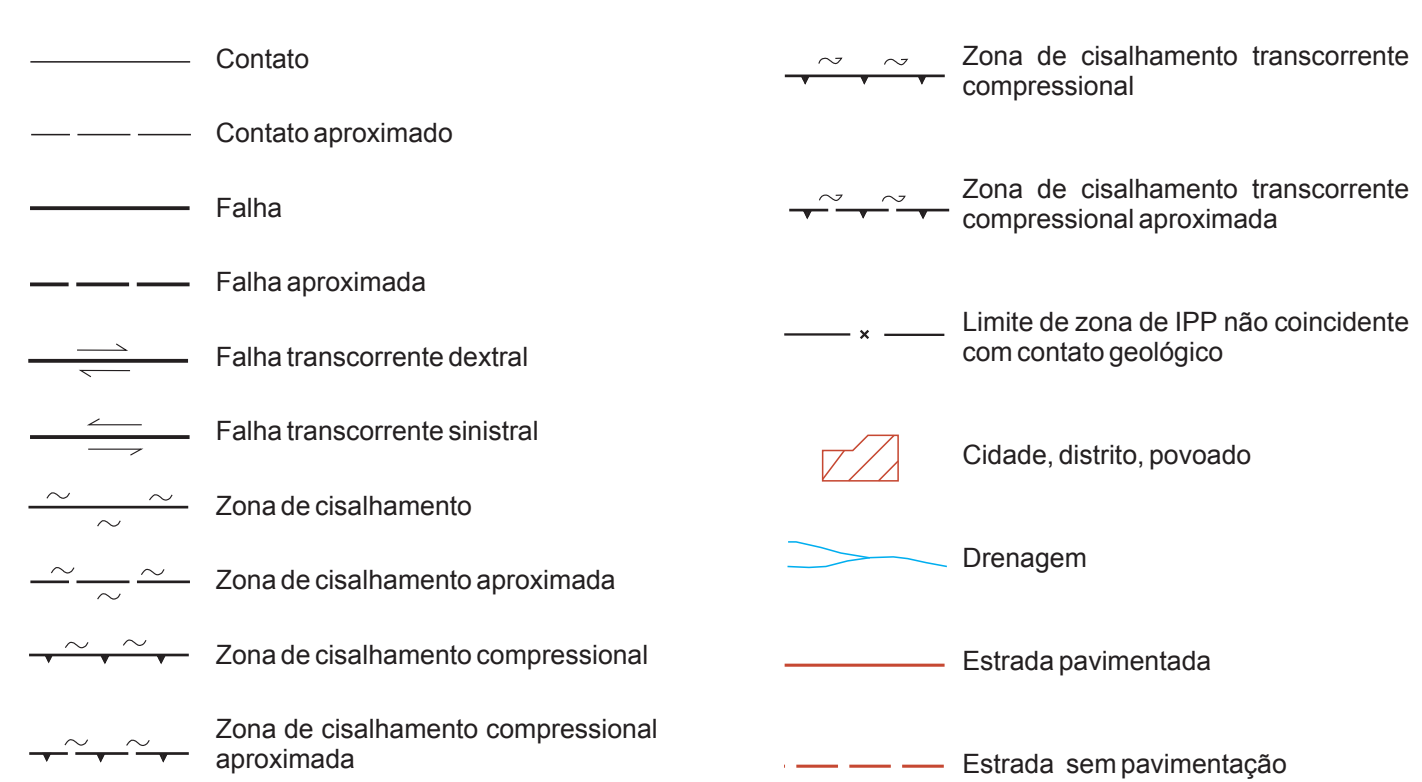 Contato
Contato aproximado
Falha
Falha aproximada
Falha transcorrente dextral
Falha transcorrente sinistral
Zona de cisalhamento
Zona de cisalhamento aproximada
Zona de cisalhamento compressional
Zona de cisalhamento compressional
aproximada
Zona de cisalhamento transcorrente
compressional
Zona de cisalhamento transcorrente
compressional aproximada
Limite de zona de IPP não coincidente
com contato geológico
Cidade, distrito, povoado
Drenagem
Estrada pavimentada
Estrada sem pavimentação